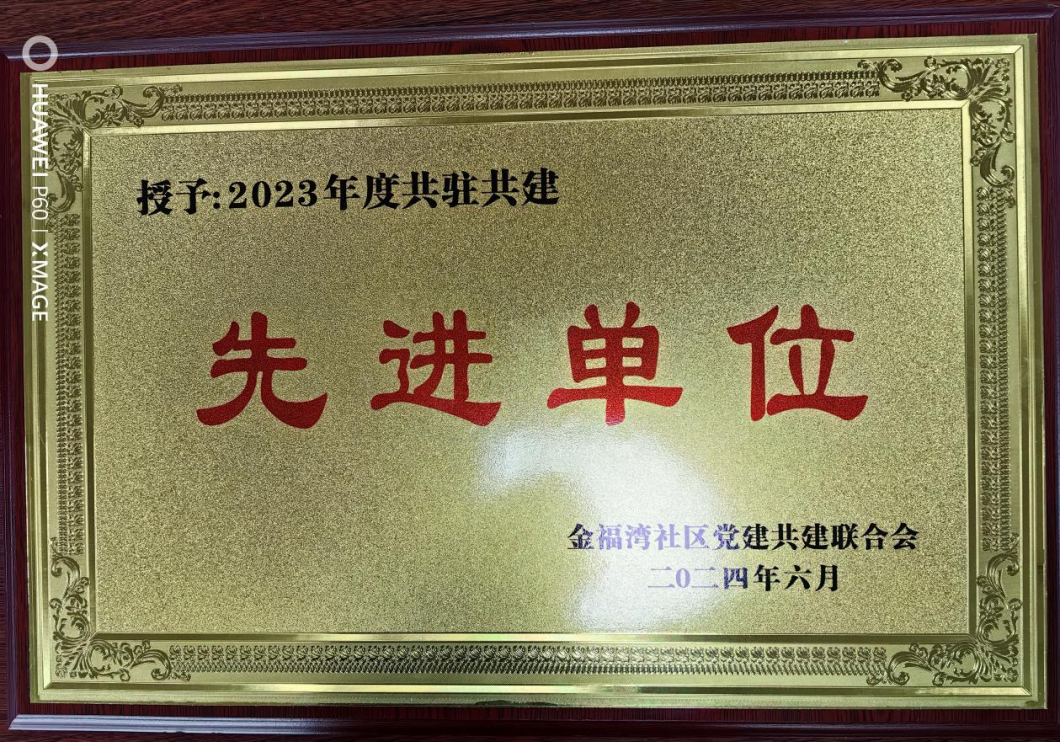 授予:2023年度共驻共建
先进单位
金福湾社区党建共建联合会
二0二四年六月
HUAWEI P60 | XMAGE